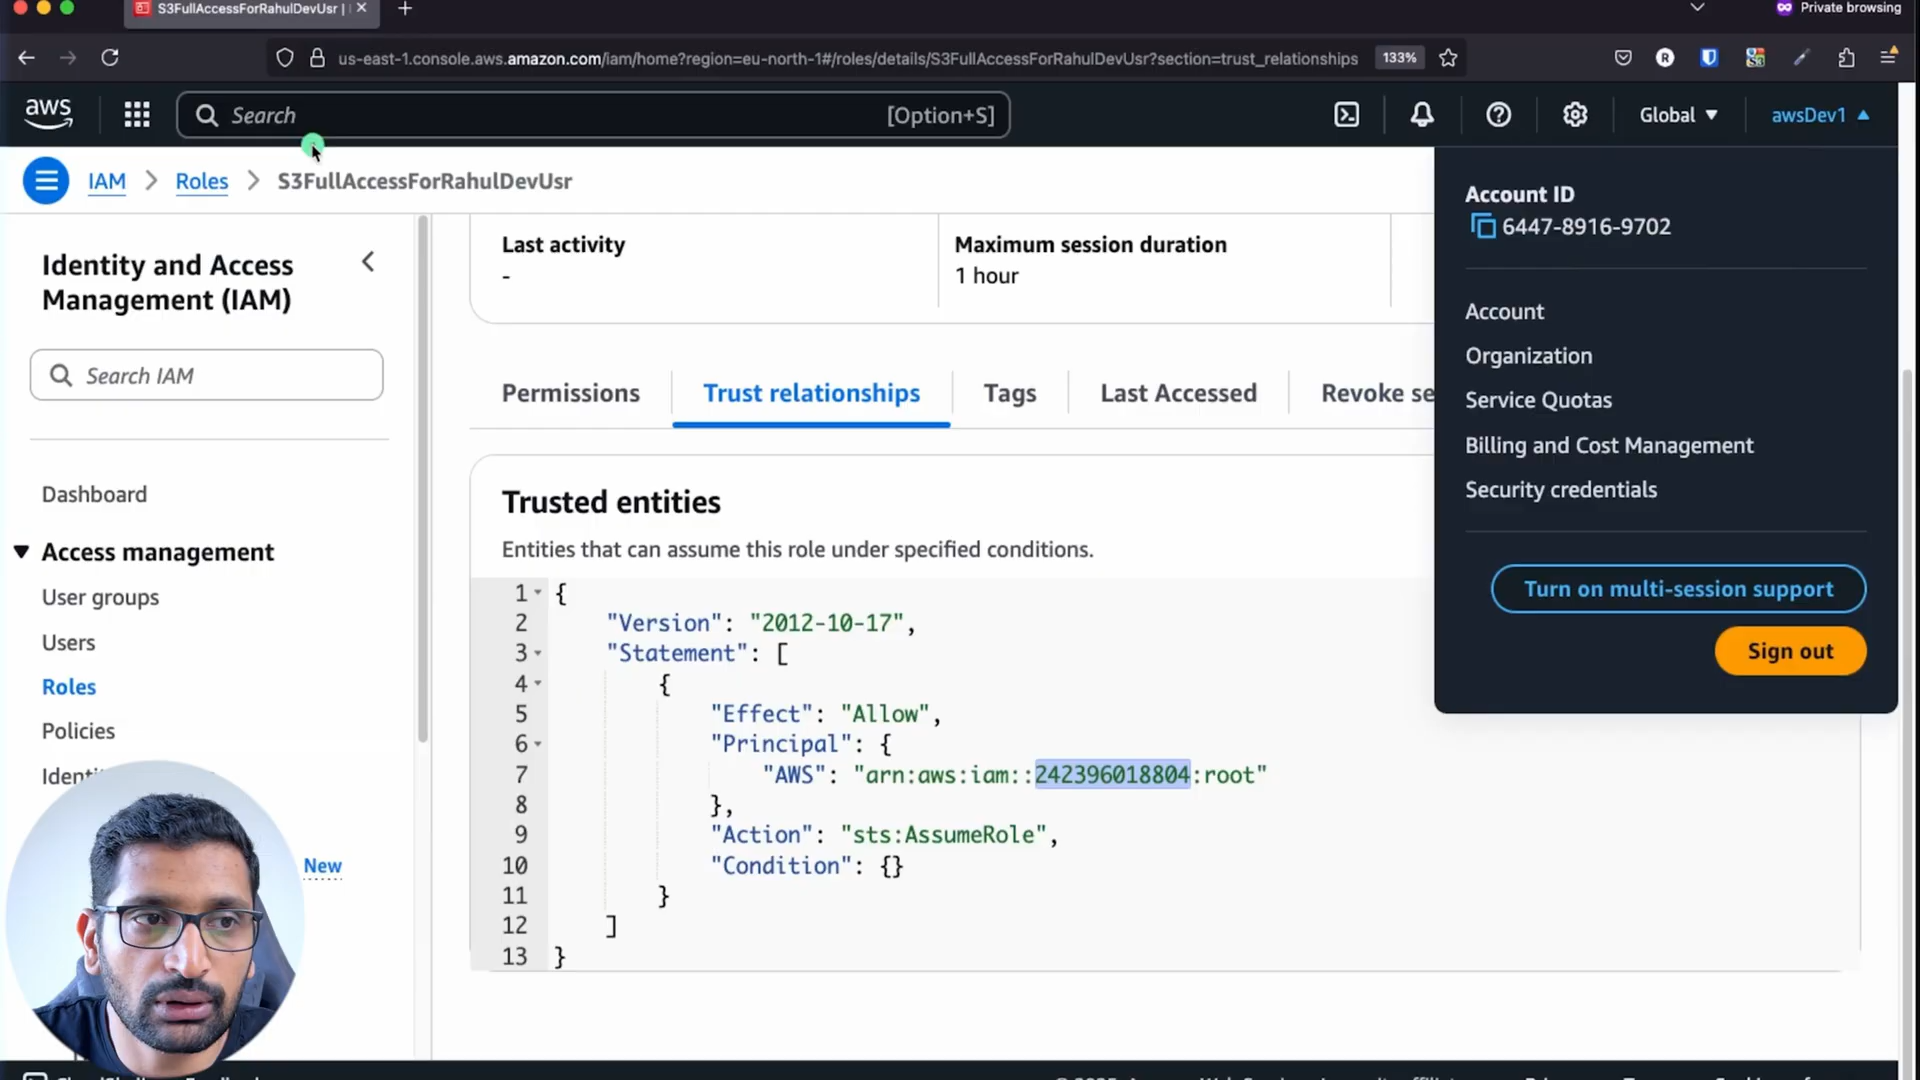 S3FullAccessForRahulDevUsr |
Private browsing
us-east-1.console.aws.amazon.com/iam/home?region=eu-north-1#/roles/details/S3FullAccessForRahulDevUsr?section=trust_relationships
133%
R
aws
Search
[Option+S]
Global
awsDev1
IAM
Roles
S3FullAccessForRahulDevUsr
Account ID
6447-8916-9702
Account
Organization
Service Quotas
Billing and Cost Management
Security credentials
Turn on multi-session support
Sign out
Identity and Access
Management (IAM)
Search IAM
Dashboard
Access management
User groups
Users
Roles
Policies
New
Last activity
-
Maximum session duration
1 hour
Permissions
Trust relationships
Tags
Last Accessed
Revoke se
Trusted entities
Entities that can assume this role under specified conditions.
1 {
2 "Version": "2012-10-17",
3 "Statement": [
4 {
5 "Effect": "Allow",
6 "Principal": {
7 "AWS": "arn:aws:iam::242396018804:root"
8 },
9 "Action": "sts:AssumeRole",
10 "Condition": {}
11 }
12 ]
13 }